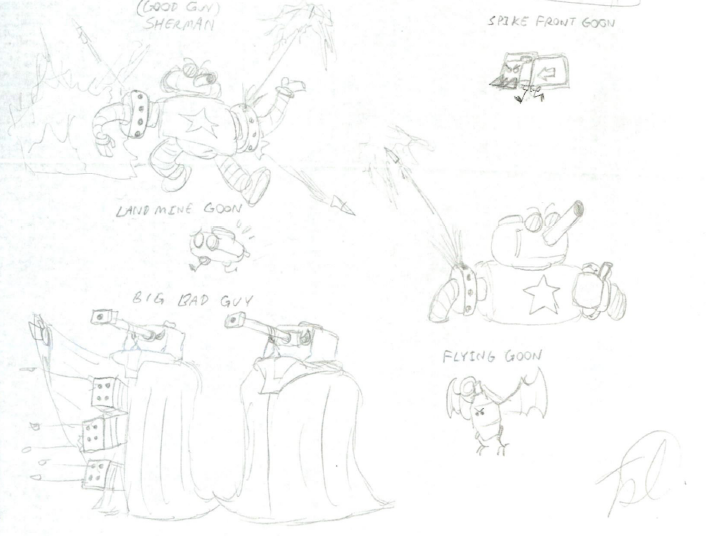 (GOOD GUY)
SHERMAN
SPIKE FRONT GOON
LAND MINE GOON
BIG BAD GUY
FLYING GOON